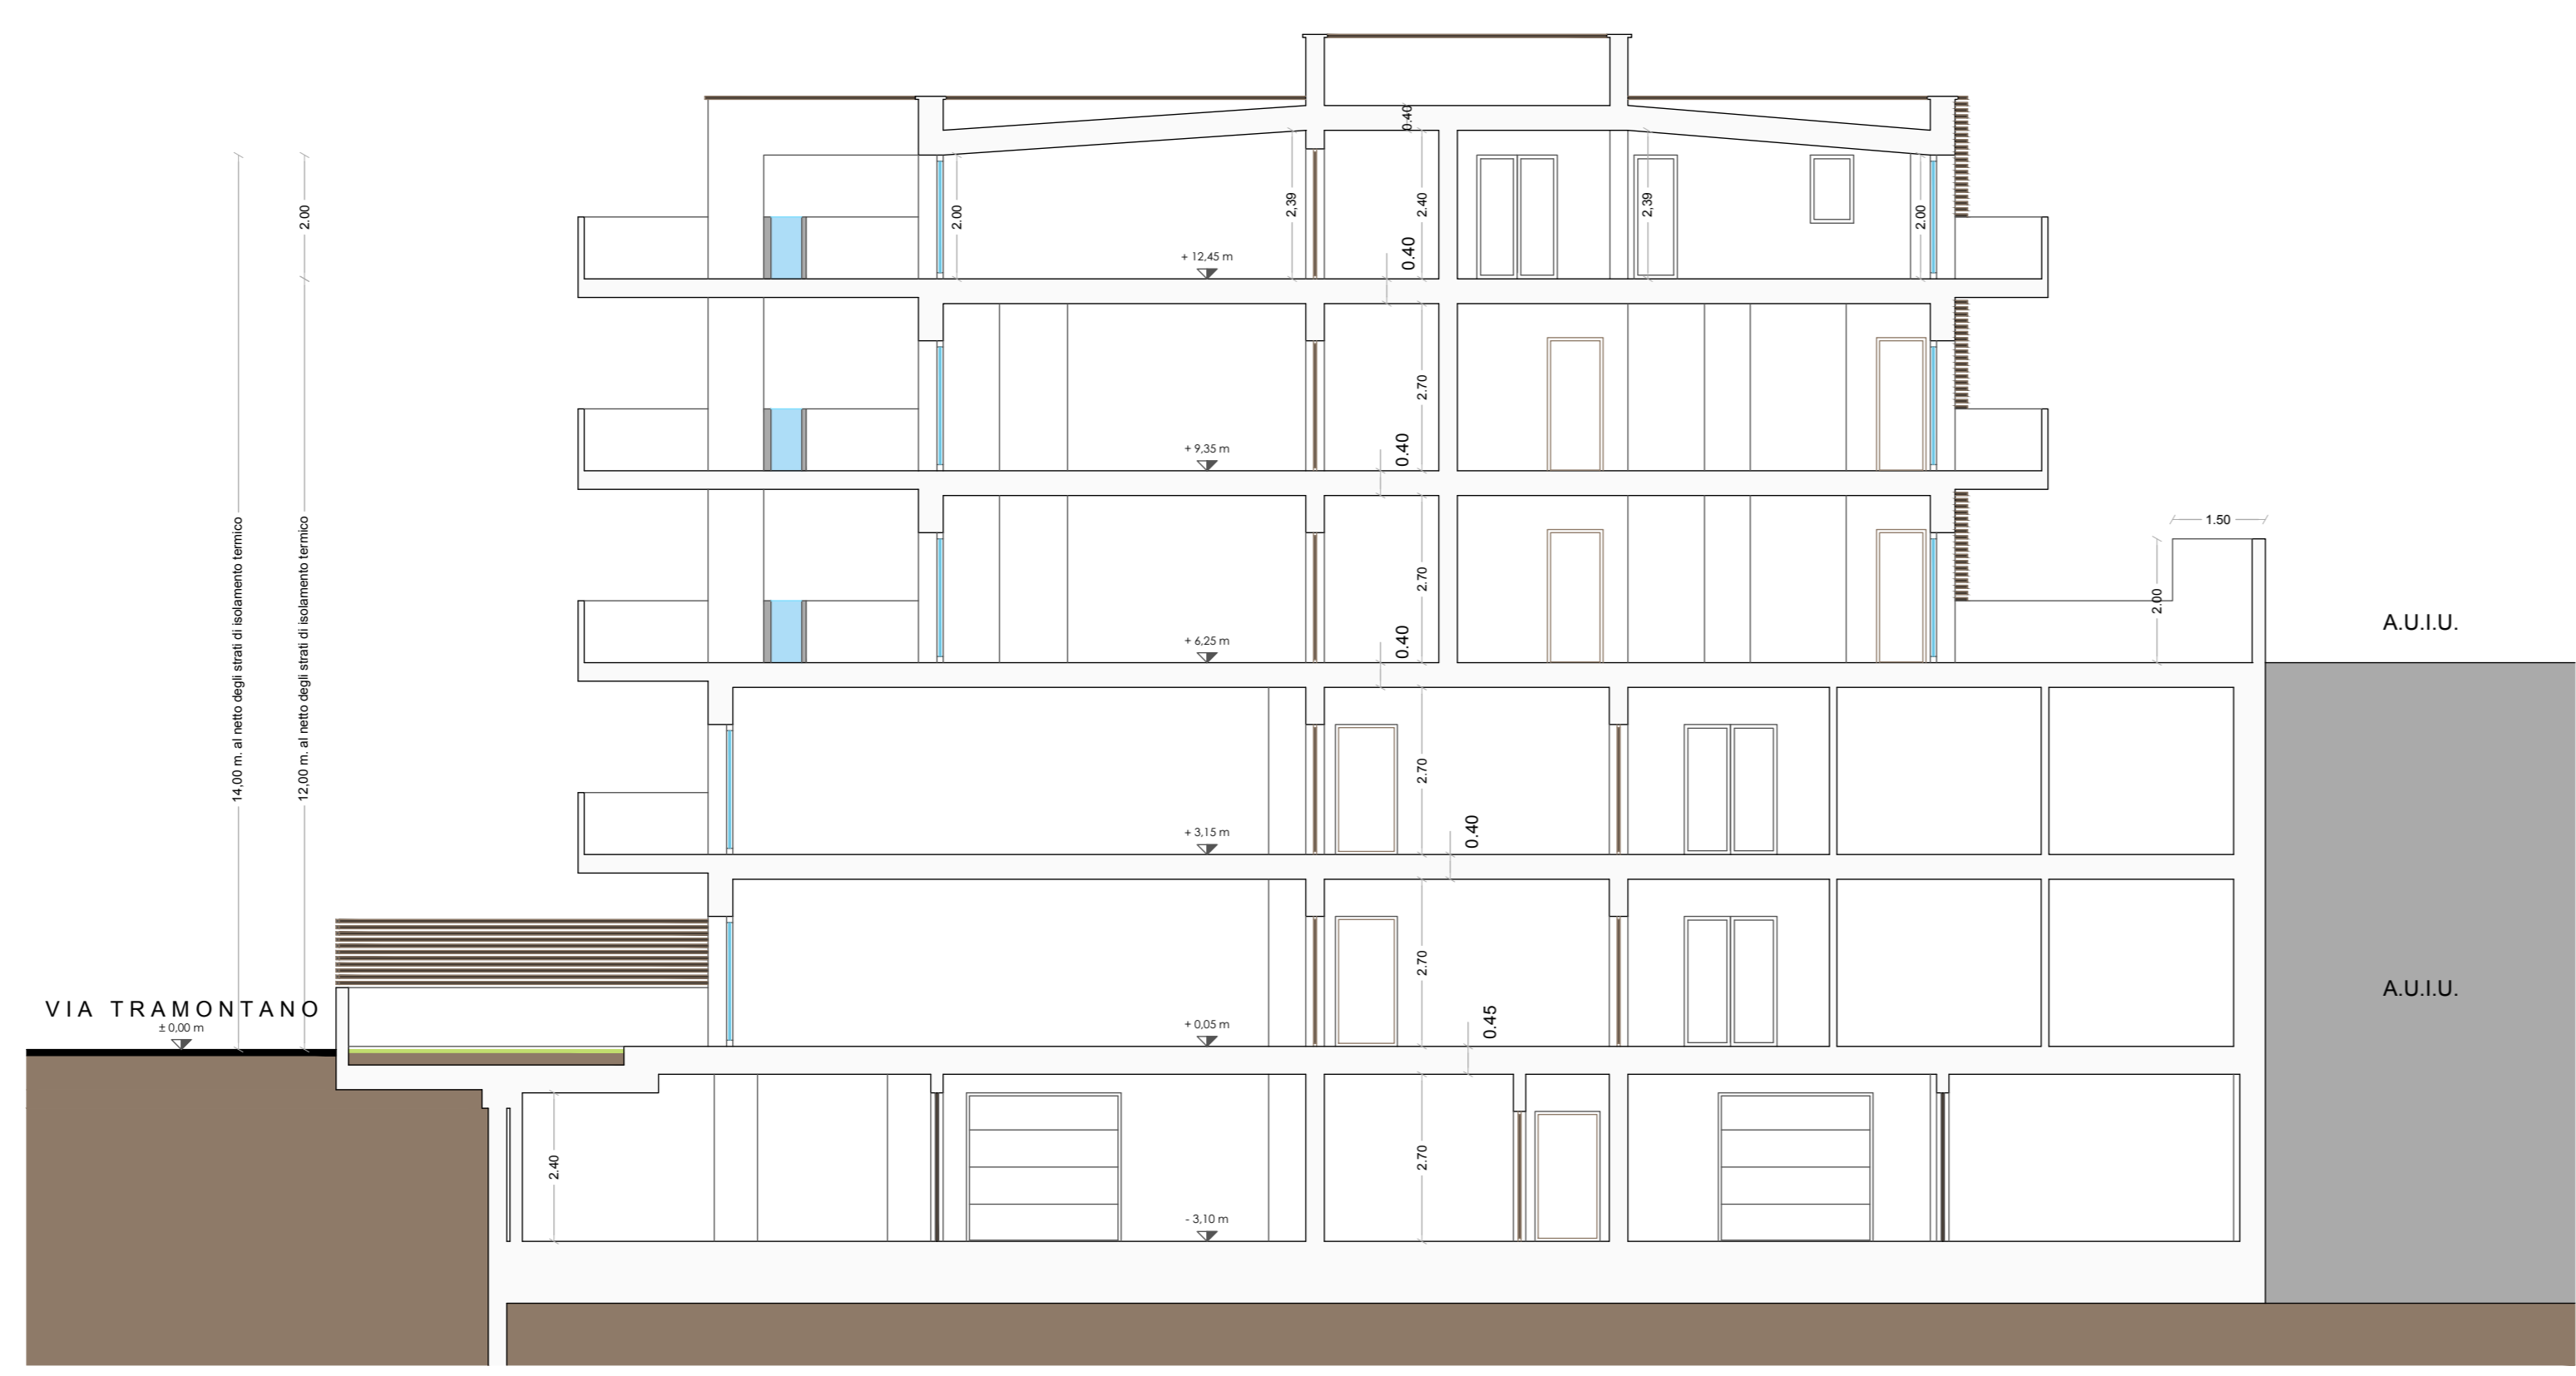 0.40
2.00
2.00
2,39
2.40
2,39
2.00
+ 12,45 m
0.40
2.70
+ 9,35 m
0.40
1.50
14,00 m. al netto degli strati di isolamento termico
12,00 m. al netto degli strati di isolamento termico
2.70
2.00
+ 6,25 m
0.40
A.U.I.U.
2.70
+ 3,15 m
0.40
2.70
A.U.I.U.
VIA TRAMONTANO
± 0,00 m
+ 0,05 m
0.45
2.40
2.70
- 3,10 m